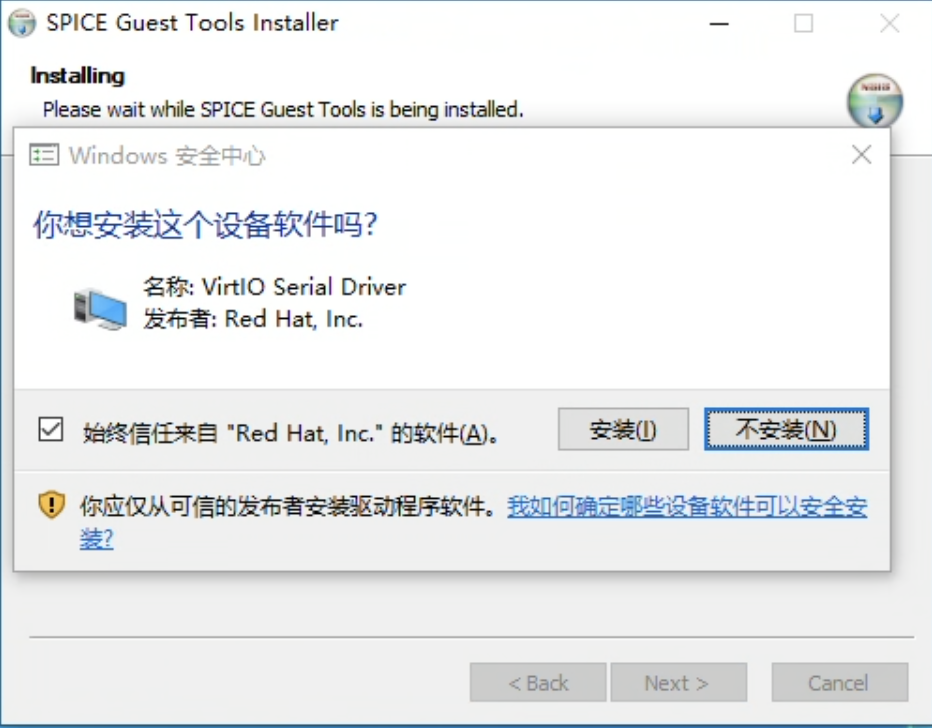 SPICE Guest Tools Installer
Installing
Please wait while SPICE Guest Tools is being installed.
Windows 安全中心
你想安装这个设备软件吗?
名称: VirtIO Serial Driver
发布者: Red Hat, Inc.
始终信任来自 "Red Hat, Inc." 的软件(A)。
安装(I)
不安装(N)
你应仅从可信的发布者安装驱动程序软件。我如何确定哪些设备软件可以安全安
装?
< Back
Next >
Cancel